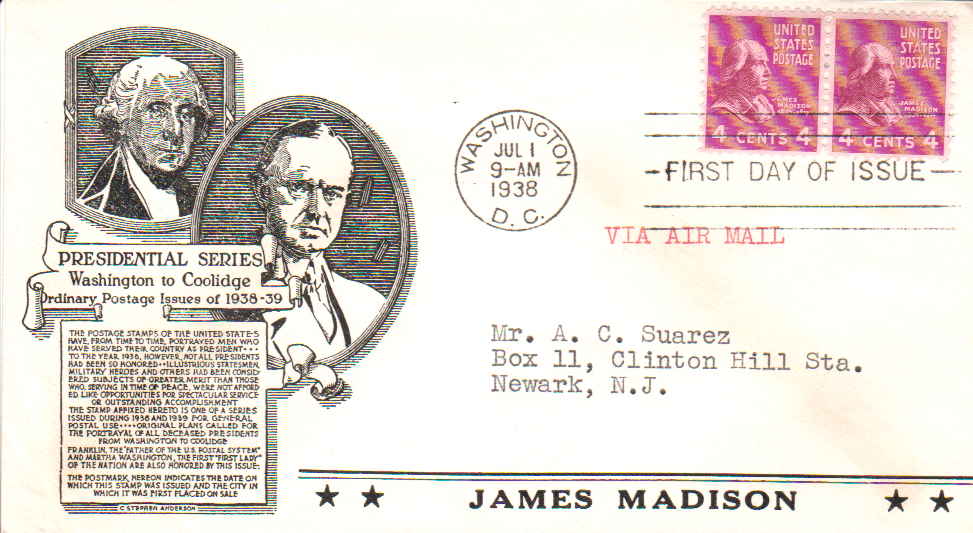 UNITED
STATES
POSTAGE
JAMES
MADISON
4 CENTS 4
UNITED
STATES
POSTAGE
JAMES
MADISON
4 CENTS 4
WASHINGTON
JUL 1
9-AM
1938
D. C.
FIRST DAY OF ISSUE
VIA AIR MAIL
Mr. A. C. Suarez
Box 11, Clinton Hill Sta.
Newark, N.J.
PRESIDENTIAL SERIES
Washington to Coolidge
Ordinary Postage Issues of 1938-39
THE POSTAGE STAMPS OF THE UNITED STATES
HAVE, FROM TIME TO TIME, PORTRAYED MEN WHO
HAVE SERVED THEIR COUNTRY AS PRESIDENT····
TO THE YEAR 1938, HOWEVER, NOT ALL PRESIDENTS
HAD BEEN SO HONORED··ILLUSTRIOUS STATESMEN,
MILITARY HEROES AND OTHERS HAD BEEN CONSID-
ERED SUBJECTS OF GREATER MERIT THAN THOSE
WHO, SERVING IN TIME OF PEACE, WERE NOT AFFORD
ED LIKE OPPORTUNITIES FOR SPECTACULAR SERVICE
OR OUTSTANDING ACCOMPLISHMENT
THE STAMP AFFIXED HERETO IS ONE OF A SERIES
ISSUED DURING 1938 AND 1939 FOR GENERAL
POSTAL USE····ORIGINAL PLANS CALLED FOR
THE PORTRAYAL OF ALL DECEASED PRESIDENTS
FROM WASHINGTON TO COOLIDGE
FRANKLIN, THE "FATHER OF THE U.S. POSTAL SYSTEM"
AND MARTHA WASHINGTON, THE FIRST "FIRST LADY"
OF THE NATION ARE ALSO HONORED BY THIS ISSUE:
THE POSTMARK HEREON INDICATES THE DATE ON
WHICH THIS STAMP WAS ISSUED AND THE CITY IN
WHICH IT WAS FIRST PLACED ON SALE
C STEPHEN ANDERSON
★ ★ JAMES MADISON ★ ★